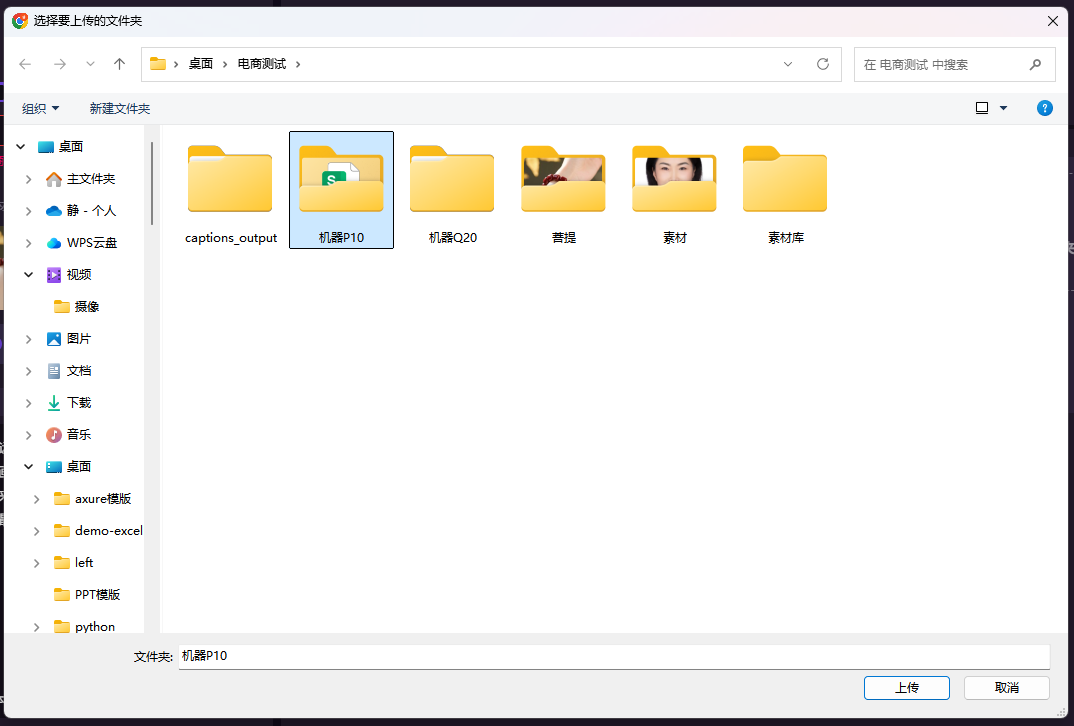 选择要上传的文件夹
桌面 电商测试
在 电商测试 中搜索
组织 新建文件夹
桌面
主文件夹
静 - 个人
WPS云盘
视频
摄像
图片
文档
下载
音乐
桌面
axure模版
demo-excel
left
PPT模版
python
S
captions_output 机器P10 机器Q20 菩提 素材 素材库
文件夹: 机器P10
上传 取消